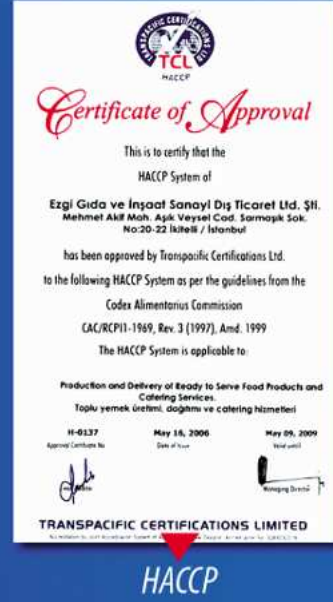 TRANSPACIFIC CERTIFICATIONS LTD
TCL
HACCP
Certificate of Approval
This is to certify that the
HACCP System of
Ezgi Gıda ve İnşaat Sanayi Dış Ticaret Ltd. Şti.
Mehmet Akif Mah. Aşık Veysel Cad. Sarmaşık Sok.
No:20-22 İkitelli / İstanbul
has been approved by Transpacific Certifications Ltd.
to the following HACCP System as per the guidelines from the
Codex Alimentarius Commission
CAC/RCPI1-1969, Rev. 3 (1997), Amd. 1999
The HACCP System is applicable to:
Production and Delivery of Ready to Serve Food Products and
Catering Services.
Toplu yemek üretimi, dağıtımı ve catering hizmetleri
H-0137 May 16, 2006 May 09, 2009
Approval Certificate No Date of Issue Valid until
Managing Director
TRANSPACIFIC CERTIFICATIONS LIMITED
HACCP